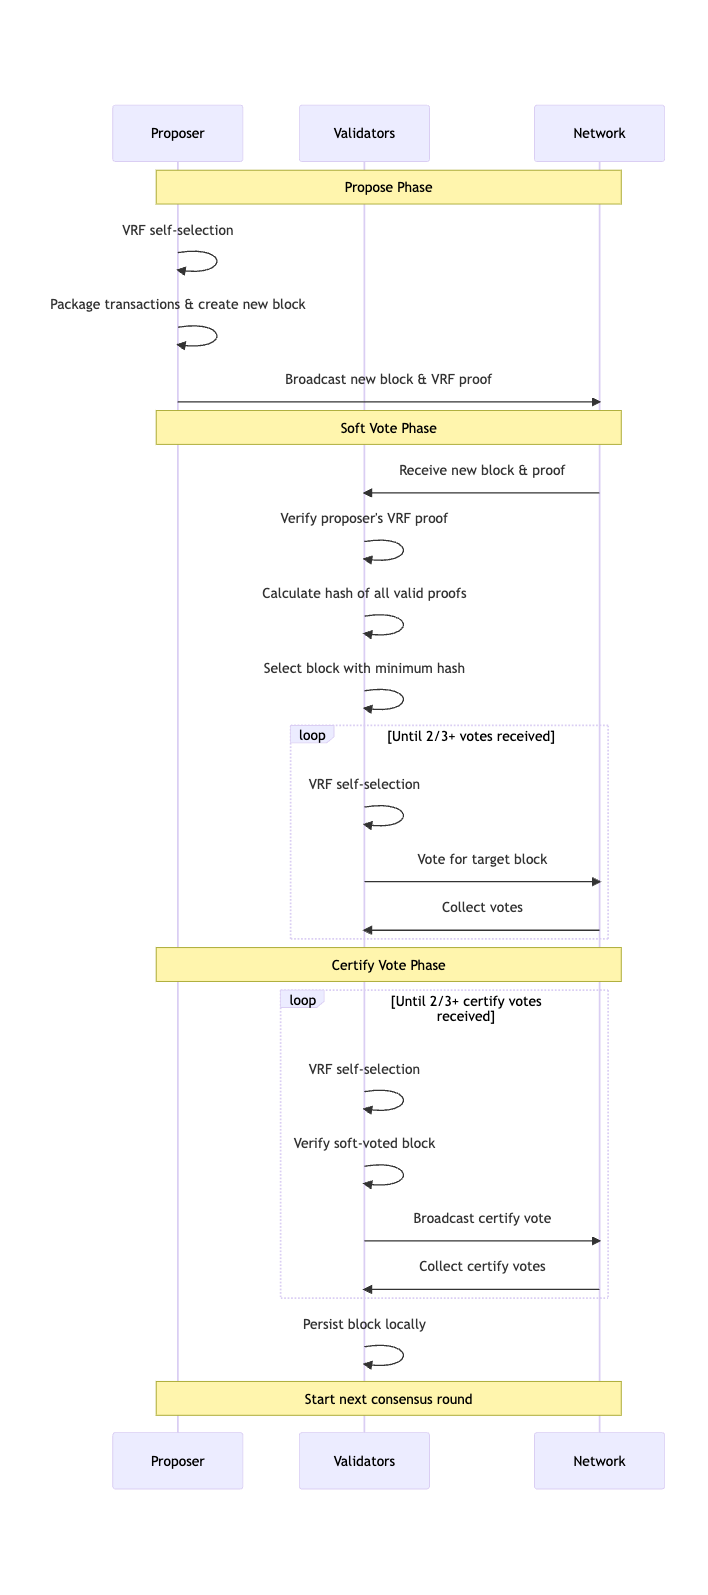 Proposer
Validators
Network
Propose Phase
VRF self-selection
Package transactions & create new block
Broadcast new block & VRF proof
Soft Vote Phase
Receive new block & proof
Verify proposer's VRF proof
Calculate hash of all valid proofs
Select block with minimum hash
loop
[Until 2/3+ votes received]
VRF self-selection
Vote for target block
Collect votes
Certify Vote Phase
loop
[Until 2/3+ certify votes
received]
VRF self-selection
Verify soft-voted block
Broadcast certify vote
Collect certify votes
Persist block locally
Start next consensus round
Proposer
Validators
Network